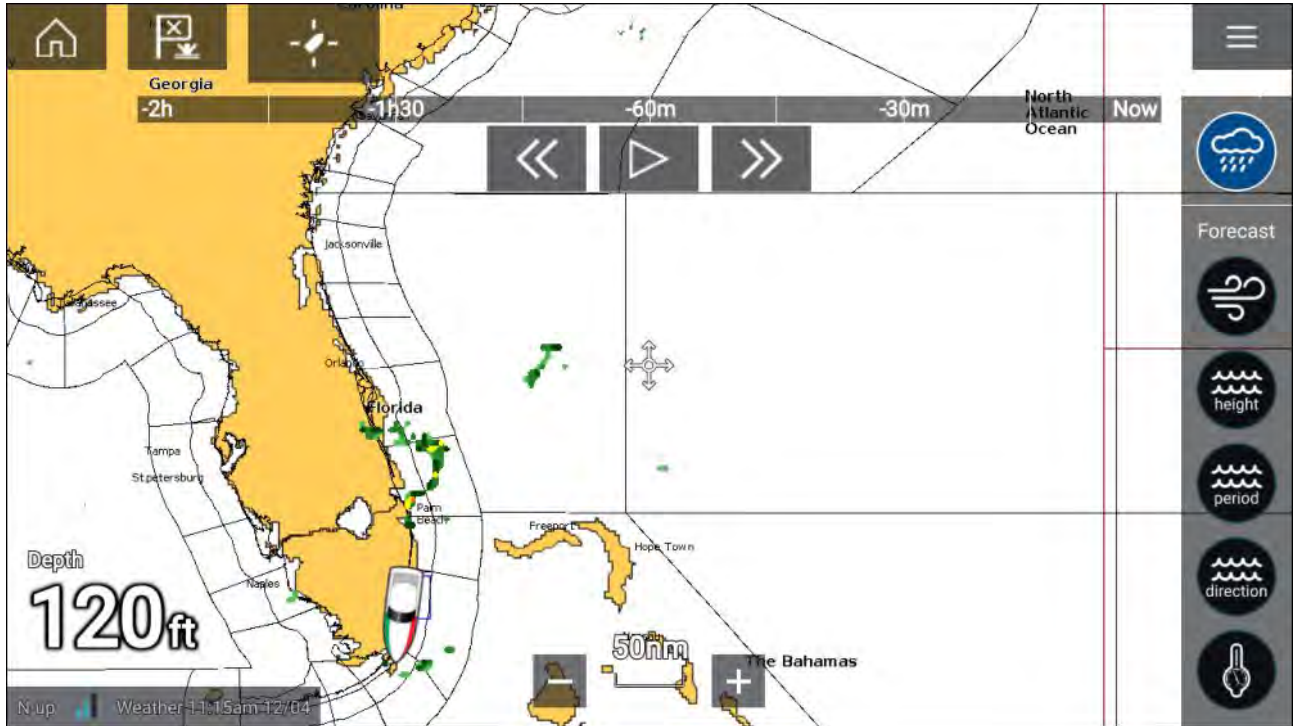 Carolina
Georgia
-2h
-1h30
-60m
-30m
Now
North
Atlantic
Ocean
Forecast
Jacksonville
Orlando
Florida
height
Tampa
St.petersburg
period
Palm
Beach
Freeport
Hope Town
Depth
120ft
Naples
direction
50nm
The Bahamas
N-up
Weather 11:15am 12/04